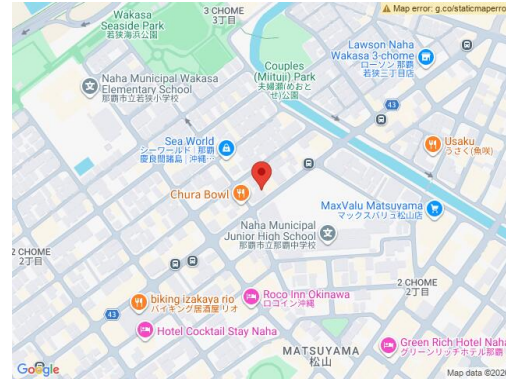 Map error: g.co/staticmaperro
Wakasa
Seaside Park
若狭海浜公園
3 CHOME
3丁目
Lawson Naha
Wakasa 3-chome
ローソン 那覇
若狭三丁目店
Couples
(Miituji) Park
夫婦瀬(めおと
せ)公園
Naha Municipal Wakasa
Elementary School
那覇市立若狭小学校
43
Sea World
シーワールド | 那覇
慶良間諸島 | 沖縄…
Usaku
うさく(魚咲)
Chura Bowl
MaxValu Matsuyama
マックスバリュ松山店
Naha Municipal
Junior High School
那覇市立那覇中学校
2 CHOME
2丁目
2 CHOME
2丁目
biking izakaya rio
バイキング居酒屋 リオ
Roco Inn Okinawa
ロコイン沖縄
43
Hotel Cocktail Stay Naha
MATSUYAMA
松山
Green Rich Hotel Naha
グリーンリッチホテル那覇
Google
Map data ©2020